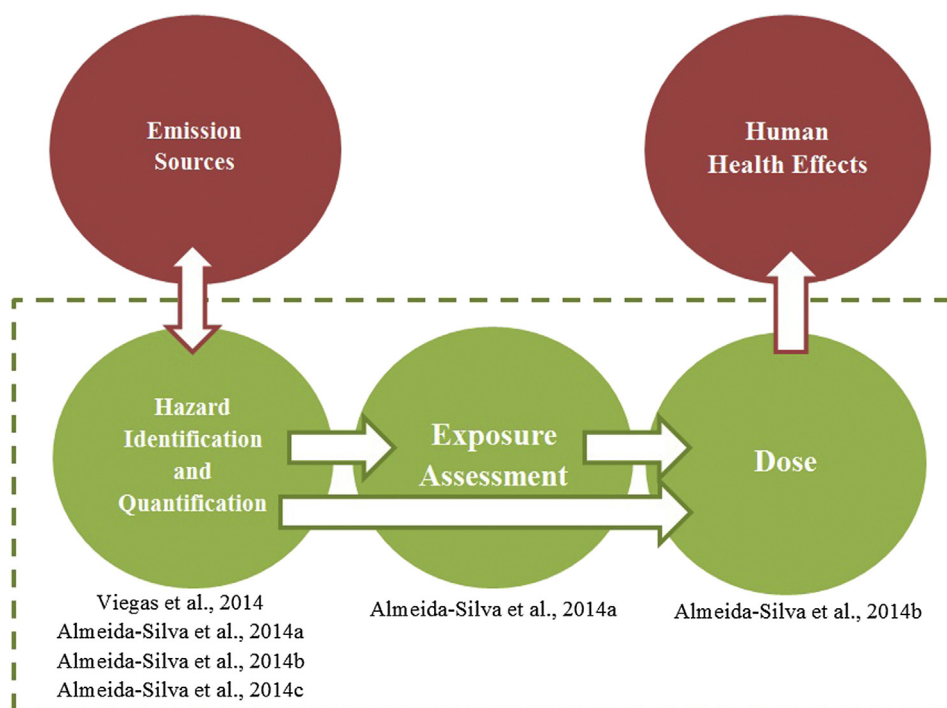 Emission
Sources
Human
Health Effects
Hazard
Identification
and
Quantification
Exposure
Assessment
Dose
Viegas et al., 2014
Almeida-Silva et al., 2014a
Almeida-Silva et al., 2014b
Almeida-Silva et al., 2014c
Almeida-Silva et al., 2014a
Almeida-Silva et al., 2014b